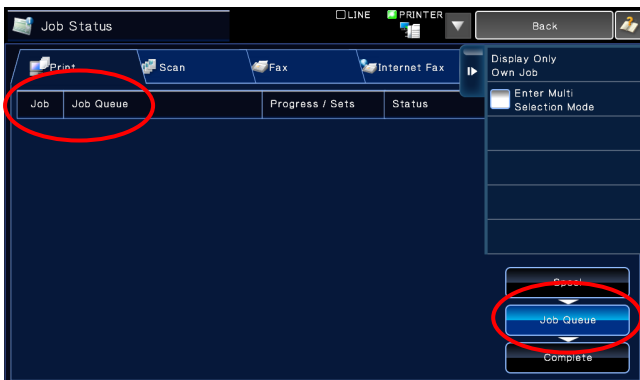 Job Status
LINE PRINTER
Back
Print Scan Fax Internet Fax
Display Only
Own Job
Job Job Queue Progress / Sets Status
Enter Multi
Selection Mode
Spool
Job Queue
Complete